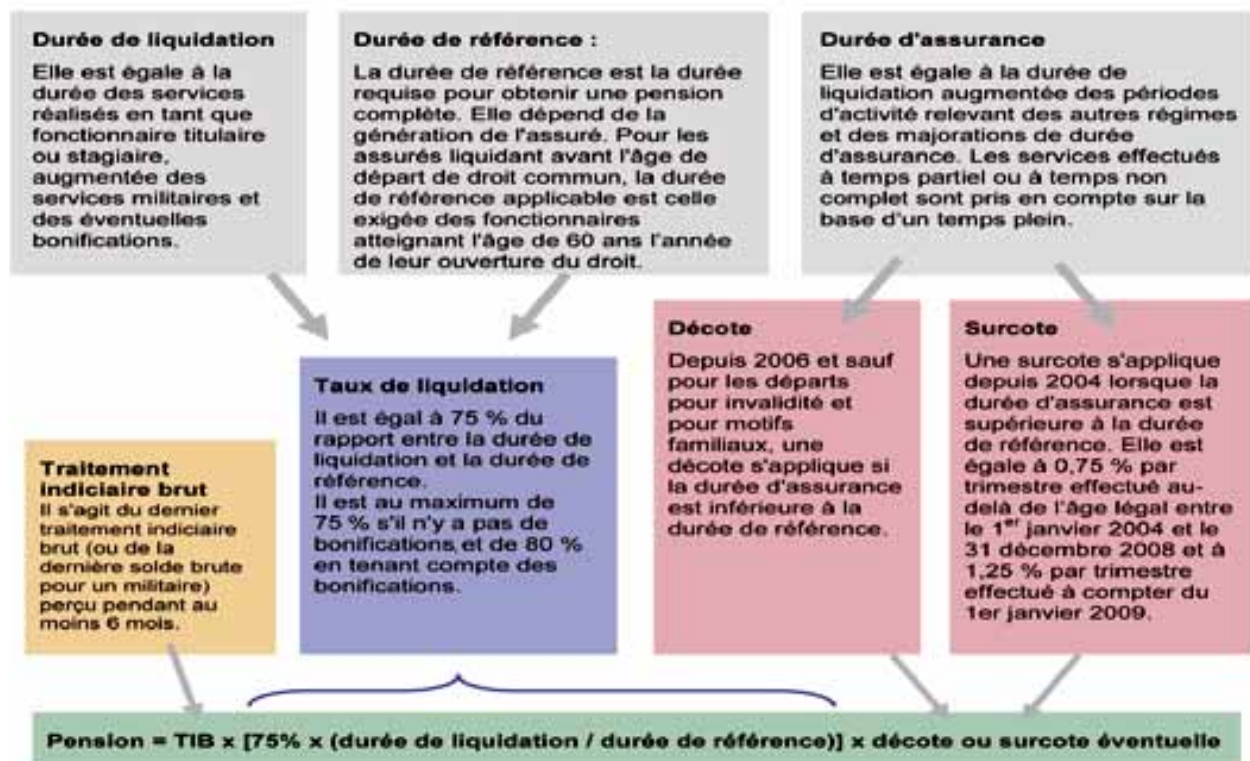 Durée de liquidation
Elle est égale à la
durée des services
réalisés en tant que
fonctionnaire titulaire
ou stagiaire,
augmentée des
services militaires et
des éventuelles
bonifications.
Durée de référence :
La durée de référence est la durée
requise pour obtenir une pension
complète. Elle dépend de la
génération de l'assuré. Pour les
assurés liquidant avant l'âge de
départ de droit commun, la durée
de référence applicable est celle
exigée des fonctionnaires
atteignant l'âge de 60 ans l'année
de leur ouverture du droit.
Durée d'assurance
Elle est égale à la durée de
liquidation augmentée des périodes
d'activité relevant des autres régimes
et des majorations de durée
d'assurance. Les services effectués
à temps partiel ou à temps non
complet sont pris en compte sur la
base d'un temps plein.
Traitement
indiciaire brut
Il s'agit du dernier
traitement indiciaire
brut (ou de la
dernière solde brute
pour un militaire)
perçu pendant au
moins 6 mois.
Taux de liquidation
Il est égal à 75 % du
rapport entre la durée de
liquidation et la durée de
référence.
Il est au maximum de
75 % s'il n'y a pas de
bonifications et de 80 %
en tenant compte des
bonifications.
Décote
Depuis 2006 et sauf
pour les départs
pour invalidité et
pour motifs
familiaux, une
décote s'applique si
la durée d'assurance
est inférieure à la
durée de référence.
Surcote
Une surcote s'applique
depuis 2004 lorsque la
durée d'assurance est
supérieure à la durée
de référence. Elle est
égale à 0,75 % par
trimestre effectué au-
delà de l'âge légal entre
le 1er janvier 2004 et le
31 décembre 2008 et à
1,25 % par trimestre
effectué à compter du
1er janvier 2009.
Pension = TIB x [75% x (durée de liquidation / durée de référence)] x décote ou surcote éventuelle